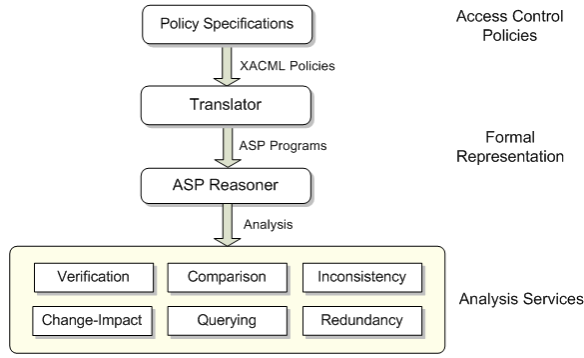 Policy Specifications
Access Control
Policies
XACML Policies
Translator
ASP Programs
Formal
Representation
ASP Reasoner
Analysis
Verification
Comparison
Inconsistency
Analysis Services
Change-Impact
Querying
Redundancy